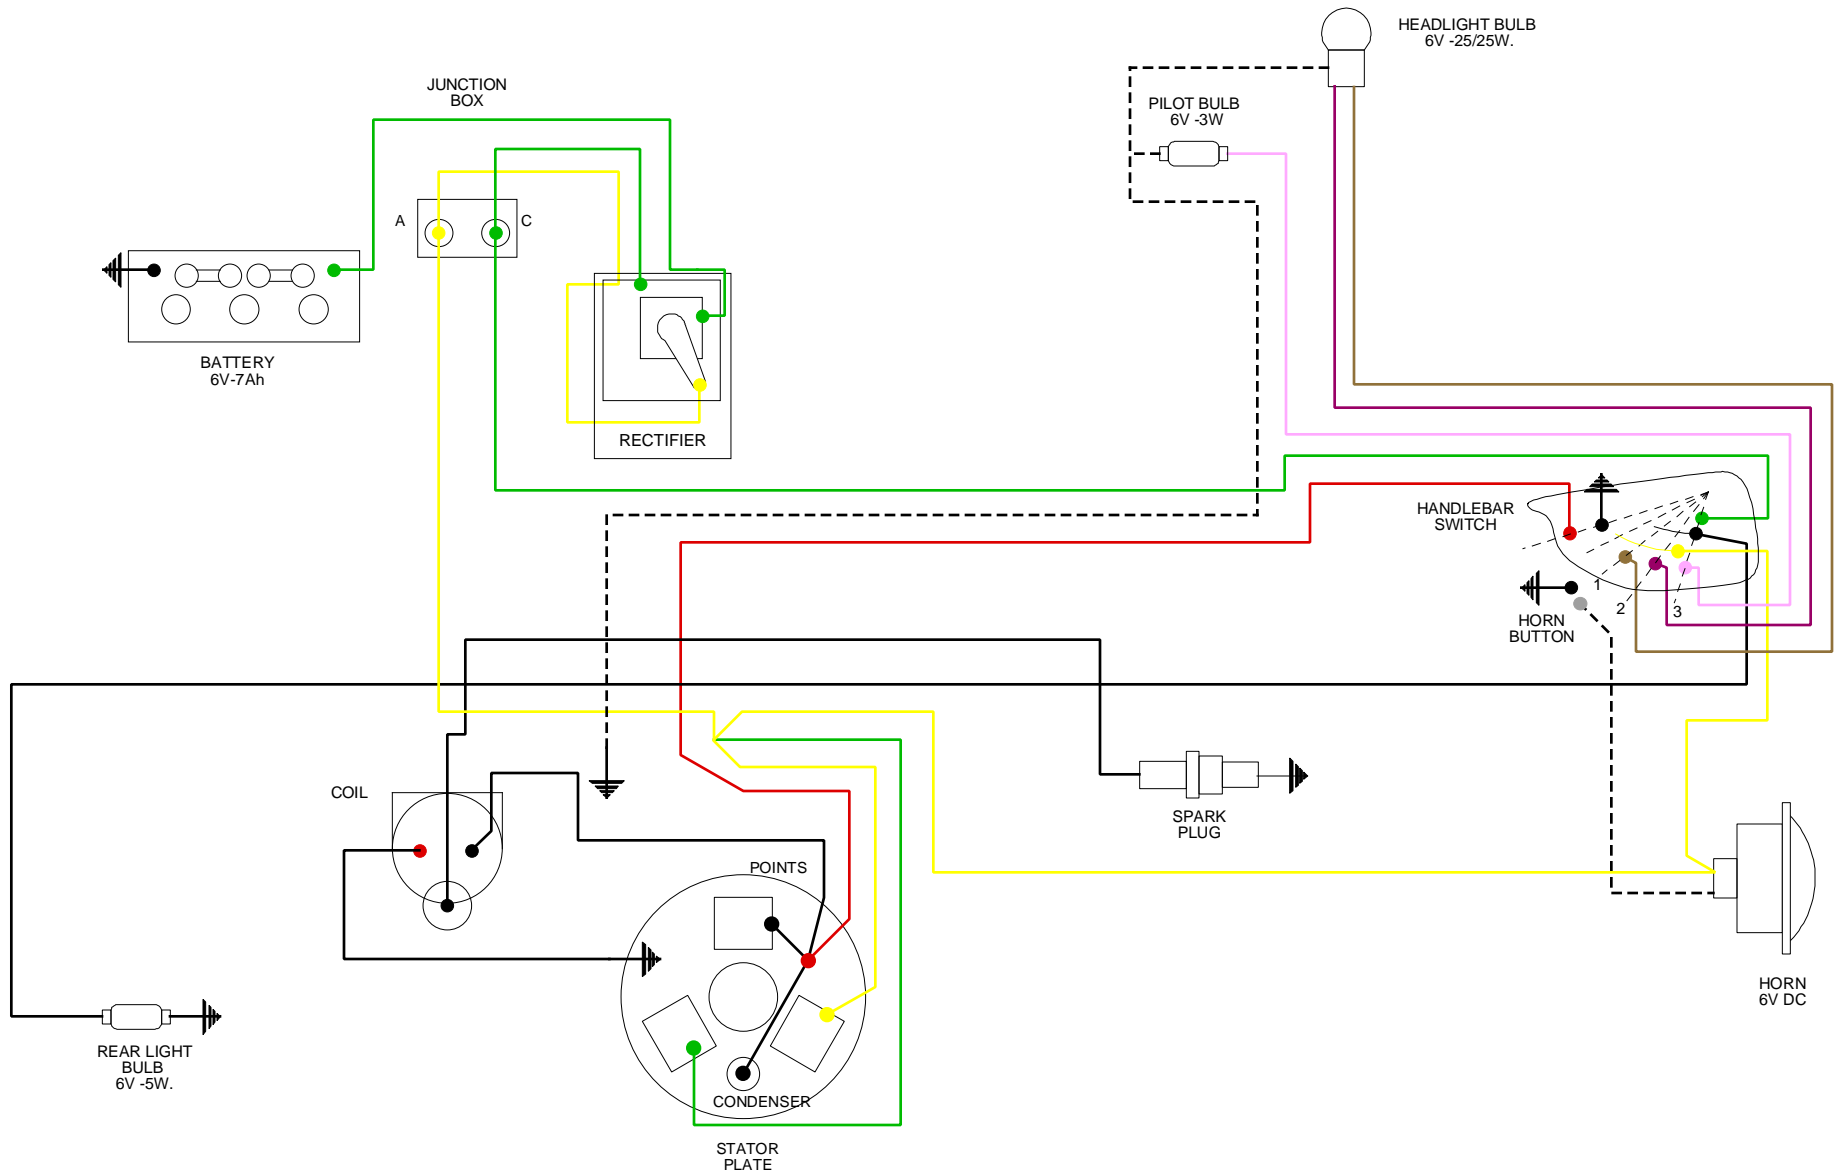 HEADLIGHT BULB
6V -25/25W.
JUNCTION
BOX
PILOT BULB
6V -3W
A
C
BATTERY
6V-7Ah
RECTIFIER
HANDLEBAR
SWITCH
1
2
3
HORN
BUTTON
COIL
SPARK
PLUG
POINTS
HORN
6V DC
REAR LIGHT
BULB
6V -5W.
CONDENSER
STATOR
PLATE